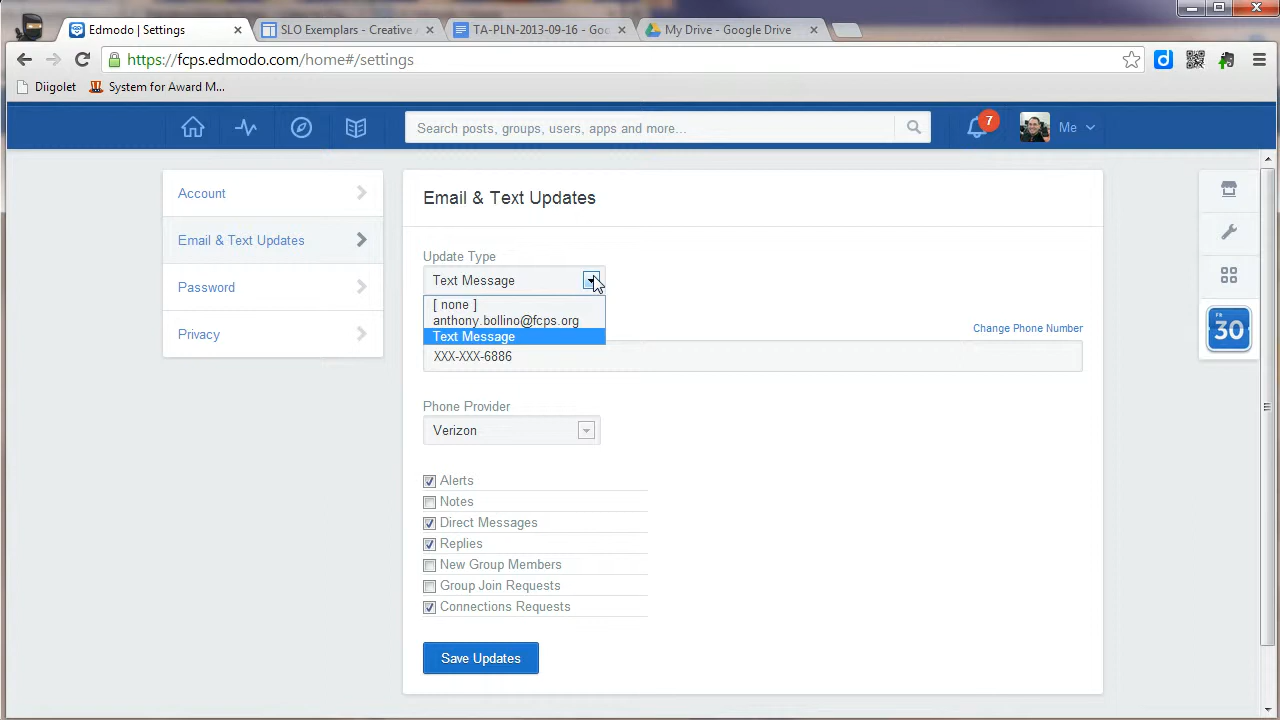 Edmodo | Settings
SLO Exemplars - Creative
TA-PLN-2013-09-16 - Goo
My Drive - Google Drive
https://fcps.edmodo.com/home#/settings
Diigolet
System for Award M...
Search posts, groups, users, apps and more...
7
Me
Account
Email & Text Updates
Password
Privacy
Email & Text Updates
Update Type
Text Message
[ none ]
anthony.bollino@fcps.org
Text Message
Change Phone Number
XXX-XXX-6886
Phone Provider
Verizon
Alerts
Notes
Direct Messages
Replies
New Group Members
Group Join Requests
Connections Requests
Save Updates
30